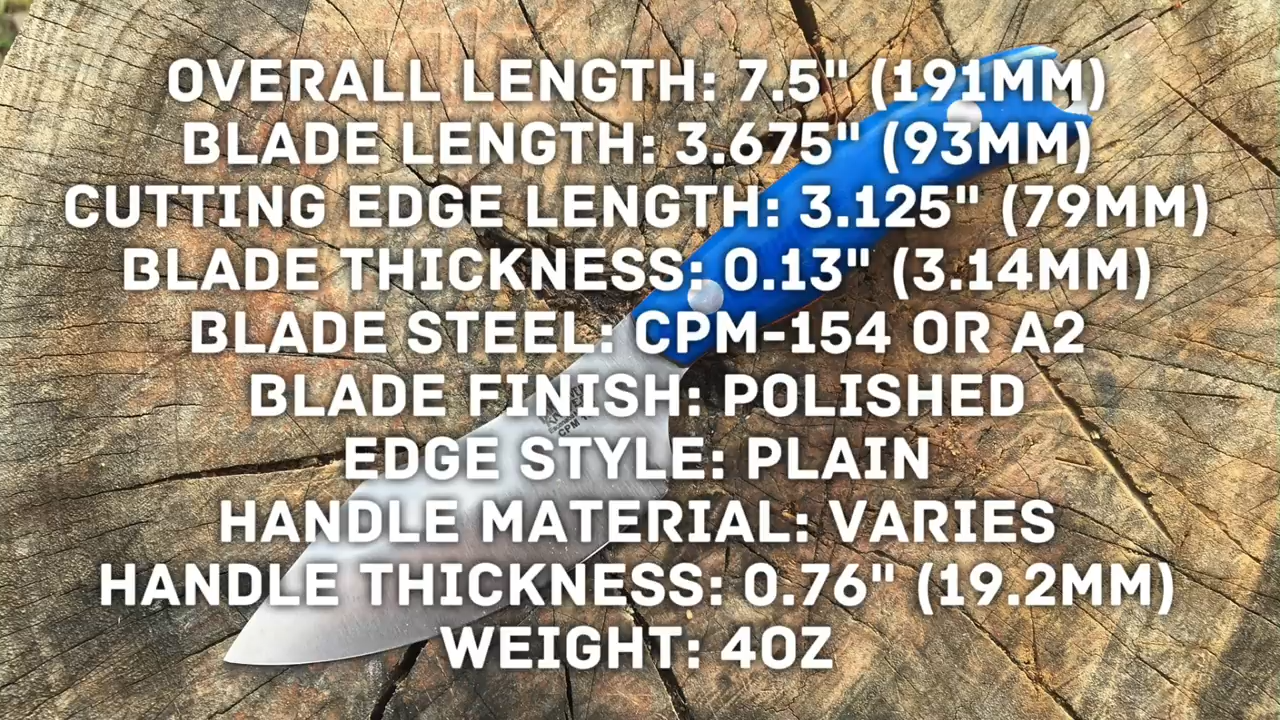 OVERALL LENGTH: 7.5" (191MM)
BLADE LENGTH: 3.675" (93MM)
CUTTING EDGE LENGTH: 3.125" (79MM)
BLADE THICKNESS: 0.13" (3.14MM)
BLADE STEEL: CPM-154 OR A2
BLADE FINISH: POLISHED
EDGE STYLE: PLAIN
HANDLE MATERIAL: VARIES
HANDLE THICKNESS: 0.76" (19.2MM)
WEIGHT: 4OZ
CPM